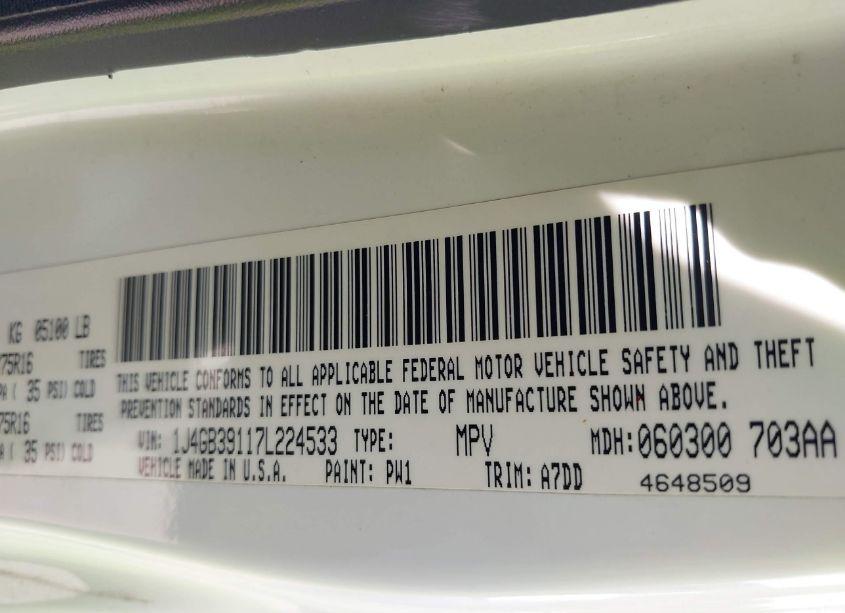 KG 05100 LB
75R16 TIRES
PA ( 35 PSI) COLD
75R16 TIRES
A ( 35 PSI) COLD
THIS VEHICLE CONFORMS TO ALL APPLICABLE FEDERAL MOTOR VEHICLE SAFETY AND THEFT
PREVENTION STANDARDS IN EFFECT ON THE DATE OF MANUFACTURE SHOWN ABOVE.
VIN: 1J4GB39117L224533 TYPE: MPV MDH: 060300 703AA
VEHICLE MADE IN U.S.A. PAINT: PW1 TRIM: A7DD 4648509